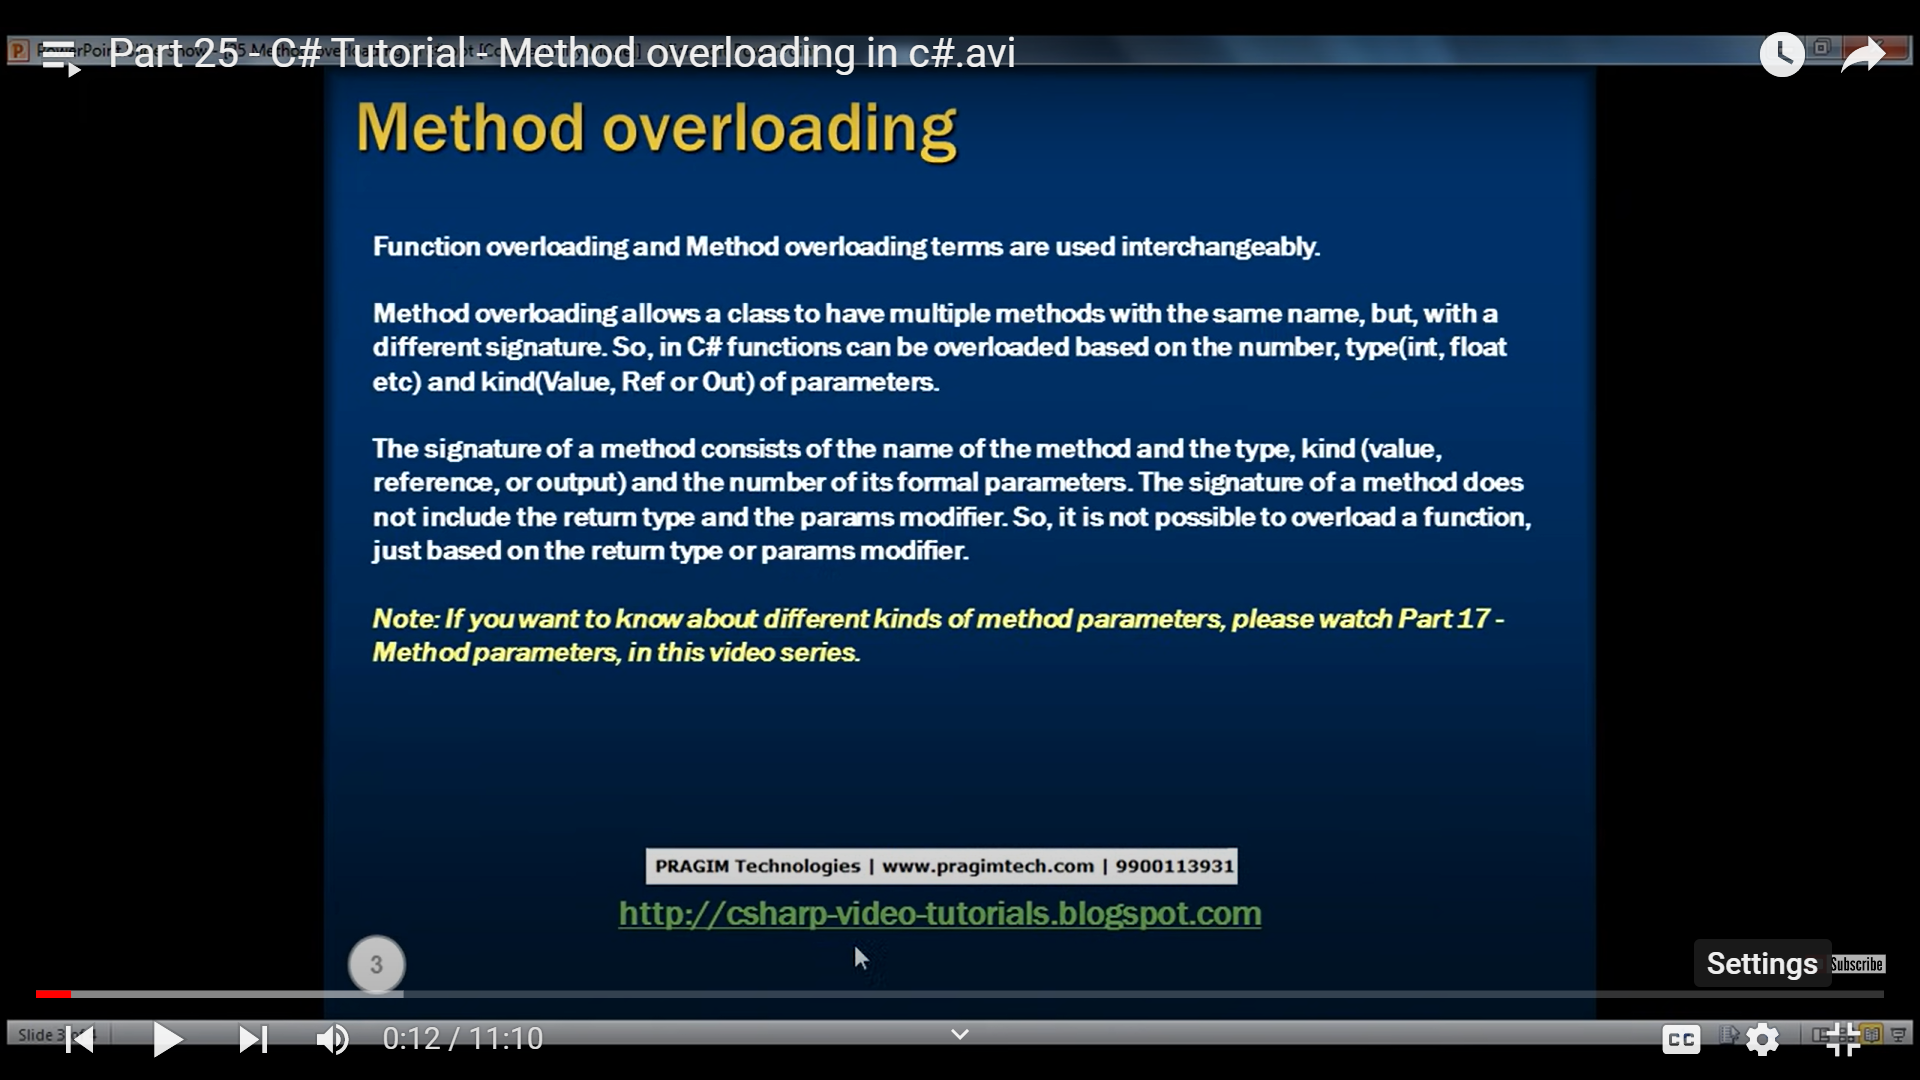 Part 25 - C# Tutorial - Method overloading in c#.avi
Method overloading
Function overloading and Method overloading terms are used interchangeably.
Method overloading allows a class to have multiple methods with the same name, but, with a
different signature. So, in C# functions can be overloaded based on the number, type(int, float
etc) and kind(Value, Ref or Out) of parameters.
The signature of a method consists of the name of the method and the type, kind (value,
reference, or output) and the number of its formal parameters. The signature of a method does
not include the return type and the params modifier. So, it is not possible to overload a function,
just based on the return type or params modifier.
Note: If you want to know about different kinds of method parameters, please watch Part 17 -
Method parameters, in this video series.
PRAGIM Technologies | www.pragimtech.com | 9900113931
http://csharp-video-tutorials.blogspot.com
3
Settings
Subscribe
Slide
0:12 / 11:10
CC